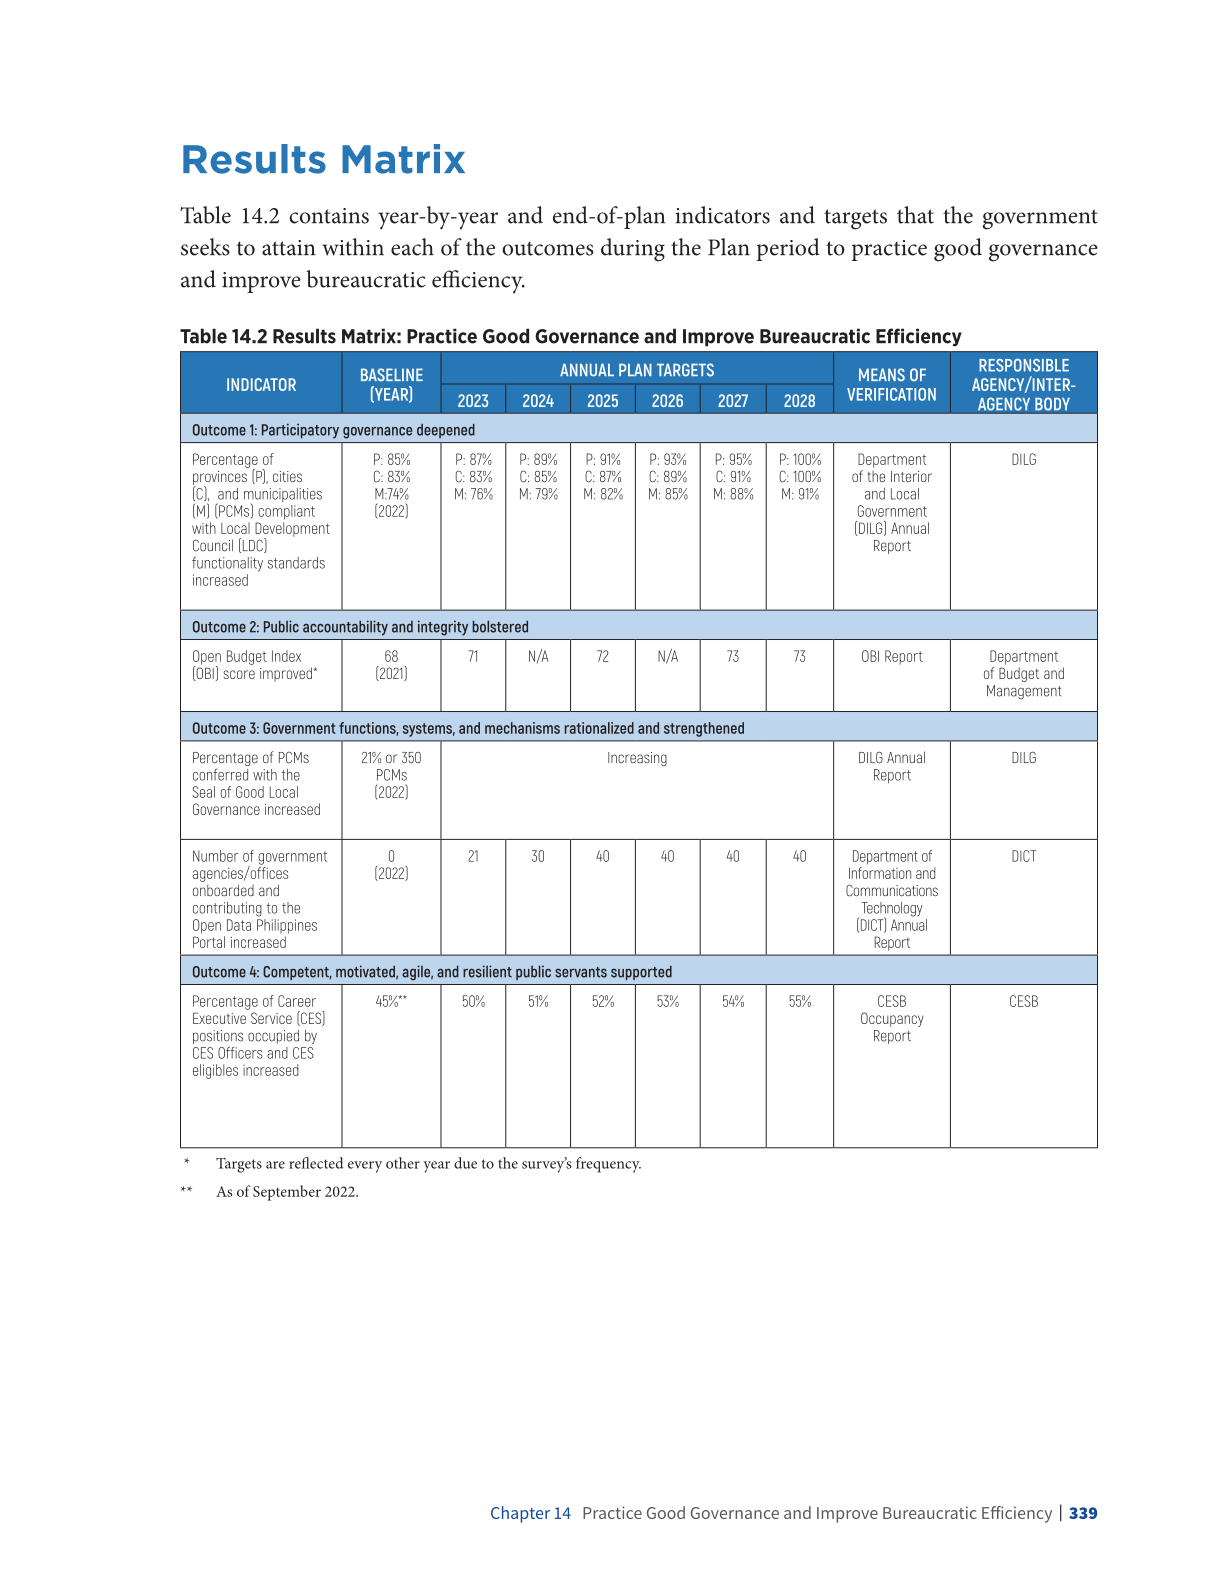 Results Matrix
Table 14.2 contains year-by-year and end-of-plan indicators and targets that the government
seeks to attain within each of the outcomes during the Plan period to practice good governance
and improve bureaucratic efficiency.
Table 14.2 Results Matrix: Practice Good Governance and Improve Bureaucratic Efficiency
INDICATOR
BASELINE
(YEAR)
ANNUAL PLAN TARGETS
2023 2024 2025 2026 2027 2028
MEANS OF
VERIFICATION
RESPONSIBLE
AGENCY/INTER-
AGENCY BODY
Outcome 1: Participatory governance deepened
Percentage of
provinces (P), cities
(C), and municipalities
(M) (PCMs) compliant
with Local Development
Council (LDC)
functionality standards
increased
P: 85%
C: 83%
M:74%
(2022)
P: 87%
C: 83%
M: 76%
P: 89%
C: 85%
M: 79%
P: 91%
C: 87%
M: 82%
P: 93%
C: 89%
M: 85%
P: 95%
C: 91%
M: 88%
P: 100%
C: 100%
M: 91%
Department
of the Interior
and Local
Government
(DILG) Annual
Report
DILG
Outcome 2: Public accountability and integrity bolstered
Open Budget Index
(OBI) score improved*
68
(2021)
71
N/A
72
N/A
73
73
OBI Report
Department
of Budget and
Management
Outcome 3: Government functions, systems, and mechanisms rationalized and strengthened
Percentage of PCMs
conferred with the
Seal of Good Local
Governance increased
21% or 350
PCMs
(2022)
Increasing
DILG Annual
Report
DILG
Number of government
agencies/offices
onboarded and
contributing to the
Open Data Philippines
Portal increased
0
(2022)
21
30
40
40
40
40
Department of
Information and
Communications
Technology
(DICT) Annual
Report
DICT
Outcome 4: Competent, motivated, agile, and resilient public servants supported
Percentage of Career
Executive Service (CES)
positions occupied by
CES Officers and CES
eligibles increased
45%**
50%
51%
52%
53%
54%
55%
CESB
Occupancy
Report
CESB
* Targets are reflected every other year due to the survey's frequency.
** As of September 2022.
Chapter 14 Practice Good Governance and Improve Bureaucratic Efficiency | 339